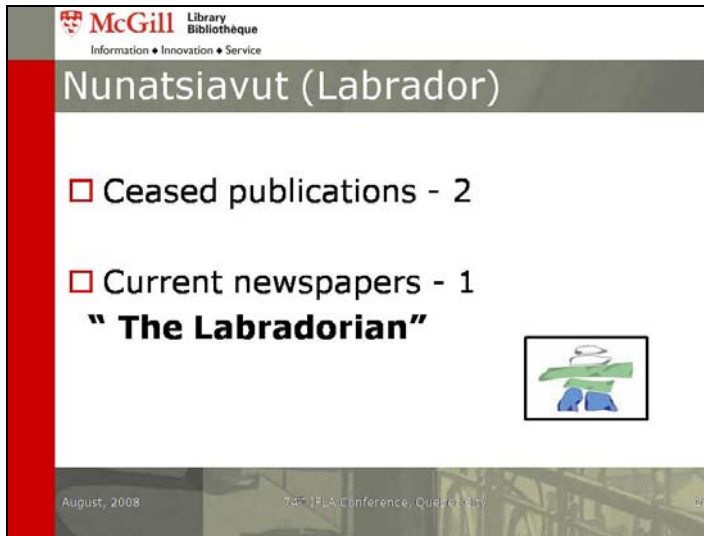 McGill Library
Bibliothèque
Information ♦ Innovation ♦ Service
Nunatsiavut (Labrador)
Ceased publications - 2
Current newspapers - 1
“ The Labradorian”
August, 2008 74th IFLA Conference, Quebec City